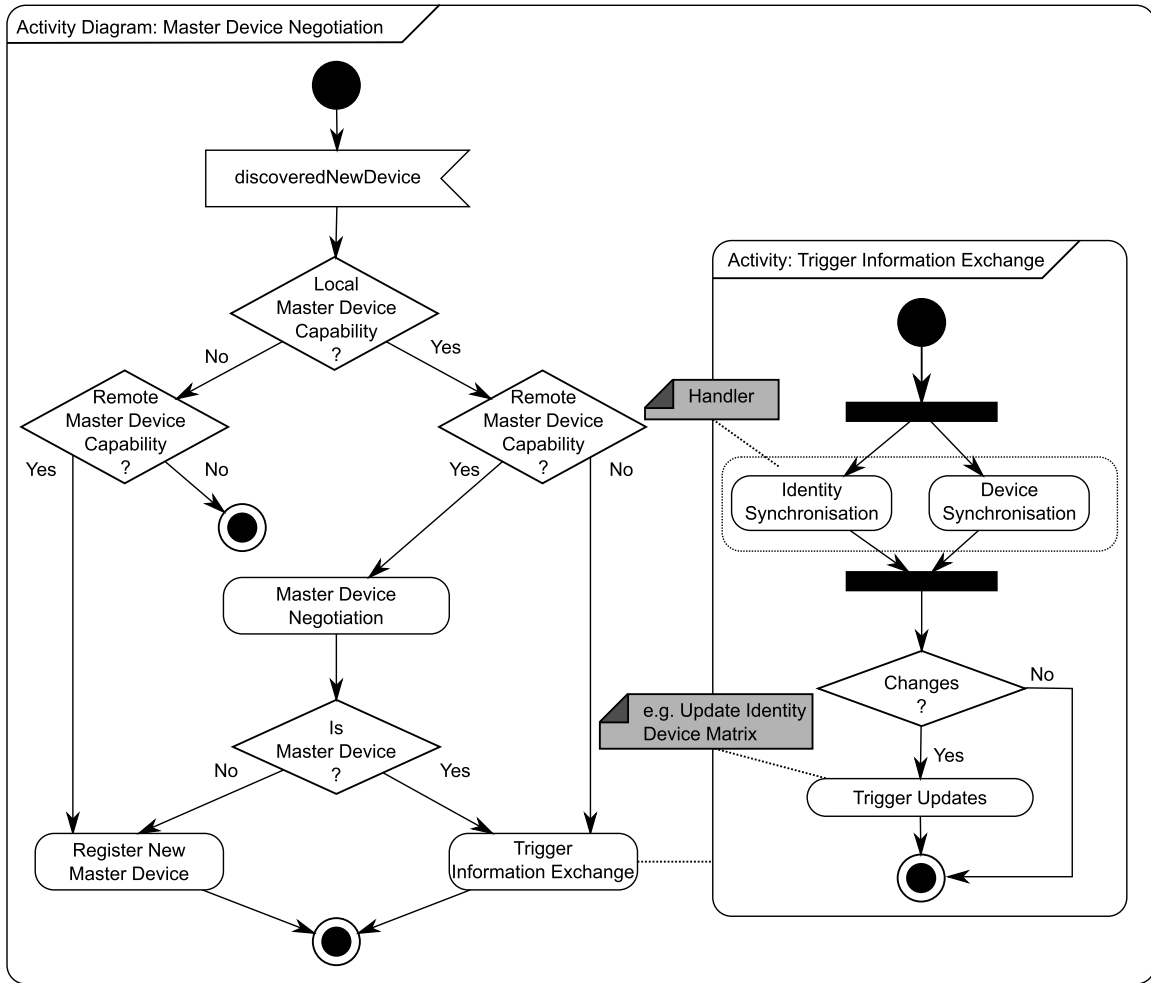 Activity Diagram: Master Device Negotiation
discoveredNewDevice
Local
Master Device
Capability
?
No
Yes
Remote
Master Device
Capability
?
Yes
No
Remote
Master Device
Capability
?
Yes
No
Master Device
Negotiation
Is
Master Device
?
No
Yes
Register New
Master Device
Trigger
Information Exchange
Activity: Trigger Information Exchange
Handler
Identity
Synchronisation
Device
Synchronisation
Changes
?
No
Yes
e.g. Update Identity
Device Matrix
Trigger Updates